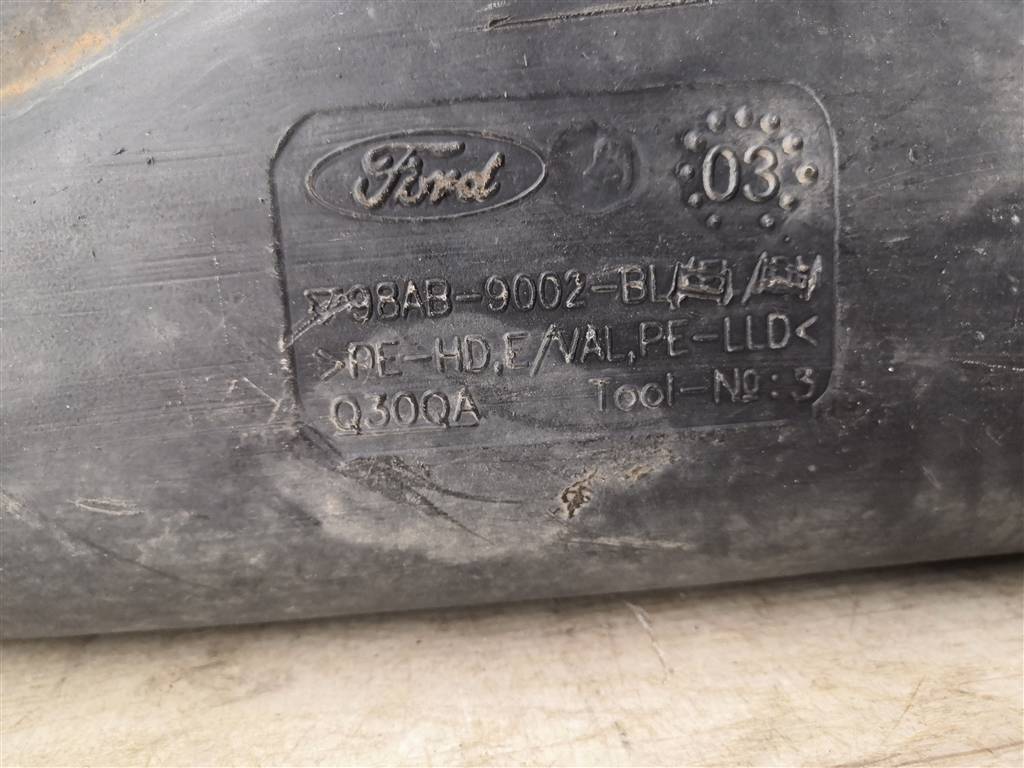 Ford
03
98AB-9002-BL/
>PE-HD,E/VAL,PE-LLD<
Q30QA Tool-No:3